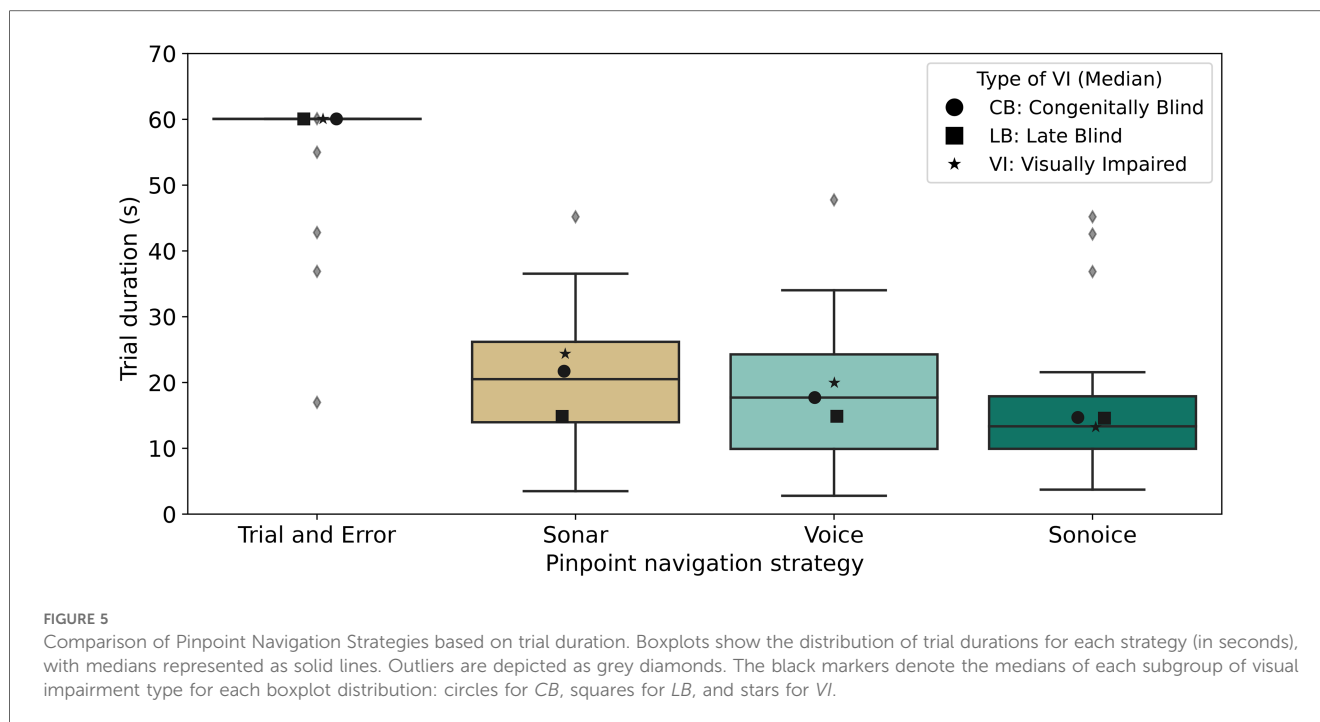 70
60
50
40
30
20
10
0
Trial duration (s)
Type of VI (Median)
CB: Congenitally Blind
LB: Late Blind
VI: Visually Impaired
Trial and Error
Sonar
Voice
Sonoice
Pinpoint navigation strategy
FIGURE 5
Comparison of Pinpoint Navigation Strategies based on trial duration. Boxplots show the distribution of trial durations for each strategy (in seconds),
with medians represented as solid lines. Outliers are depicted as grey diamonds. The black markers denote the medians of each subgroup of visual
impairment type for each boxplot distribution: circles for CB, squares for LB, and stars for VI.